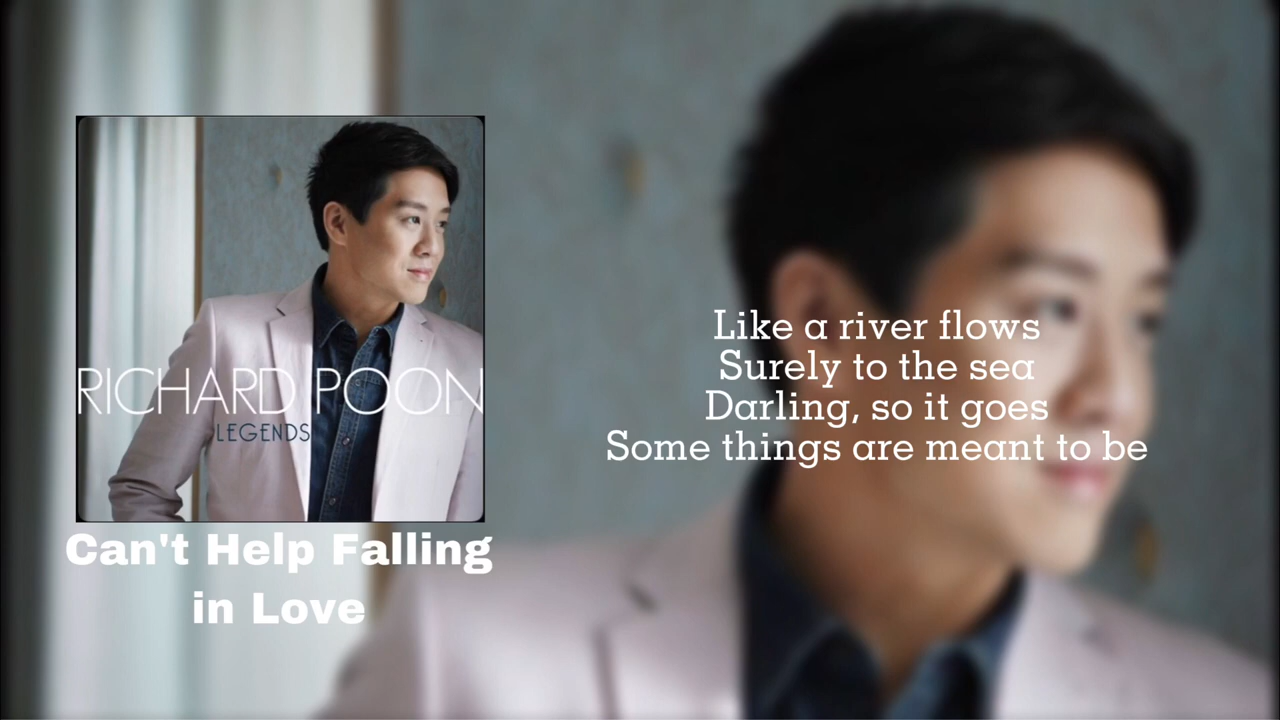 RICHARD POON
LEGENDS
Can't Help Falling
in Love
Like a river flows
Surely to the sea
Darling, so it goes
Some things are meant to be